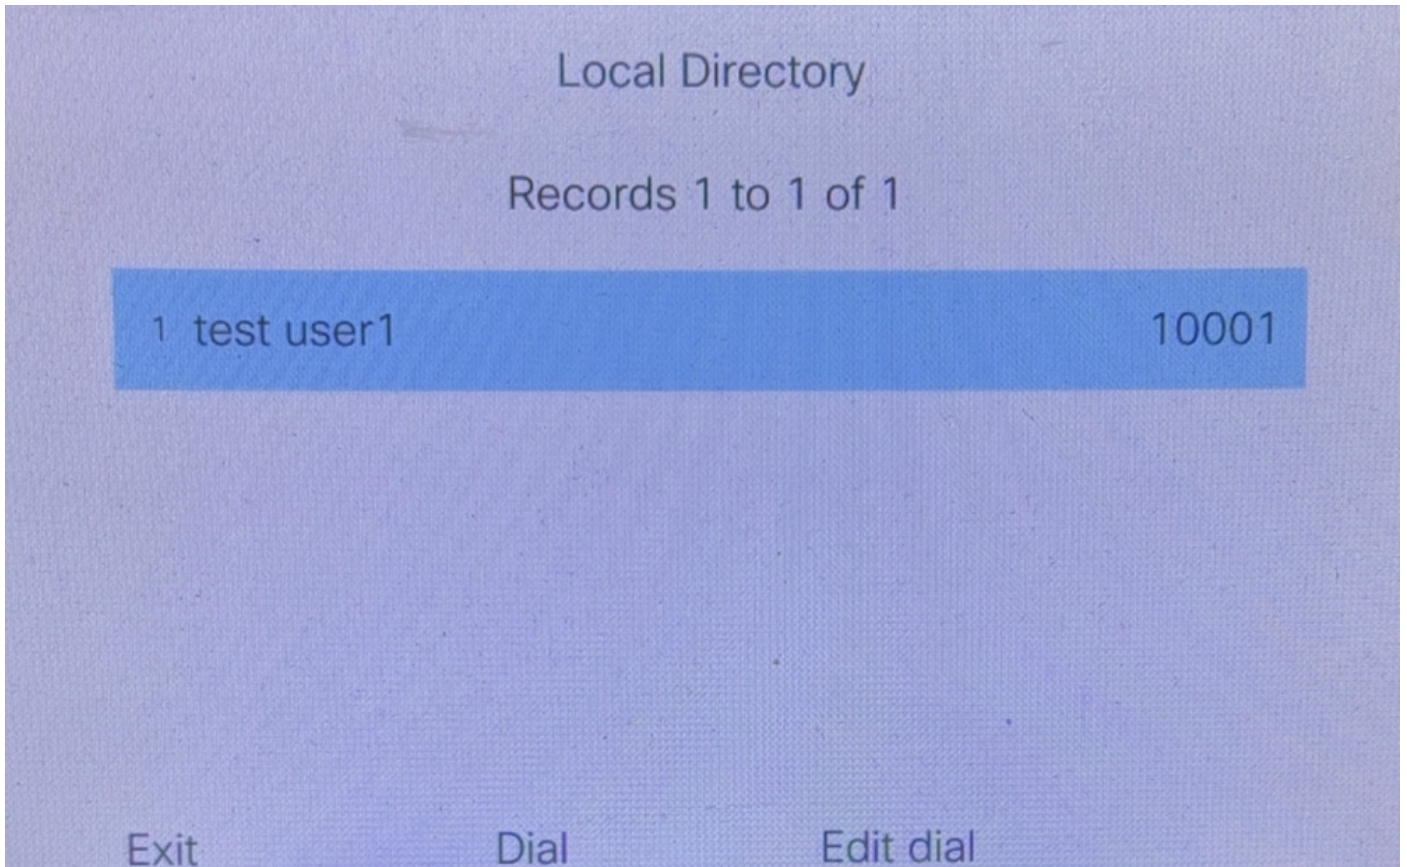 Local Directory
Records 1 to 1 of 1
1 test user1 10001
Exit Dial Edit dial